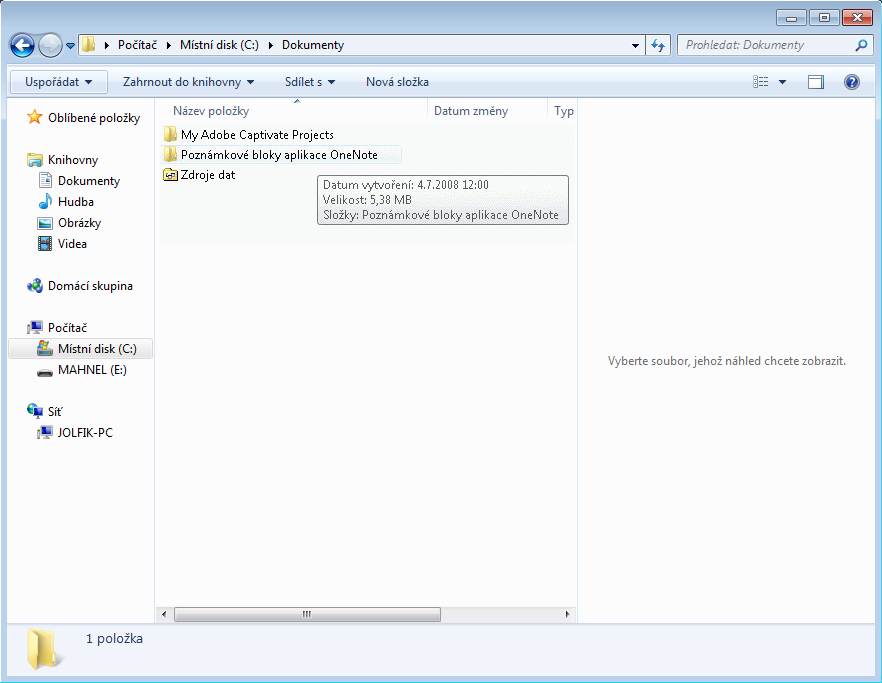 Počítač Místní disk (C:) Dokumenty
Prohledat: Dokumenty
Uspořádat Zahrnout do knihovny Sdílet s Nová složka
Oblíbené položky
Knihovny
Dokumenty
Hudba
Obrázky
Videa
Domácí skupina
Počítač
Místní disk (C:)
MAHNEL (E:)
Síť
JOLFIK-PC
Název položky Datum změny Typ
My Adobe Captivate Projects
Poznámkové bloky aplikace OneNote
Zdroje dat
Datum vytvoření: 4.7.2008 12:00
Velikost: 5,38 MB
Složky: Poznámkové bloky aplikace OneNote
Vyberte soubor, jehož náhled chcete zobrazit.
1 položka